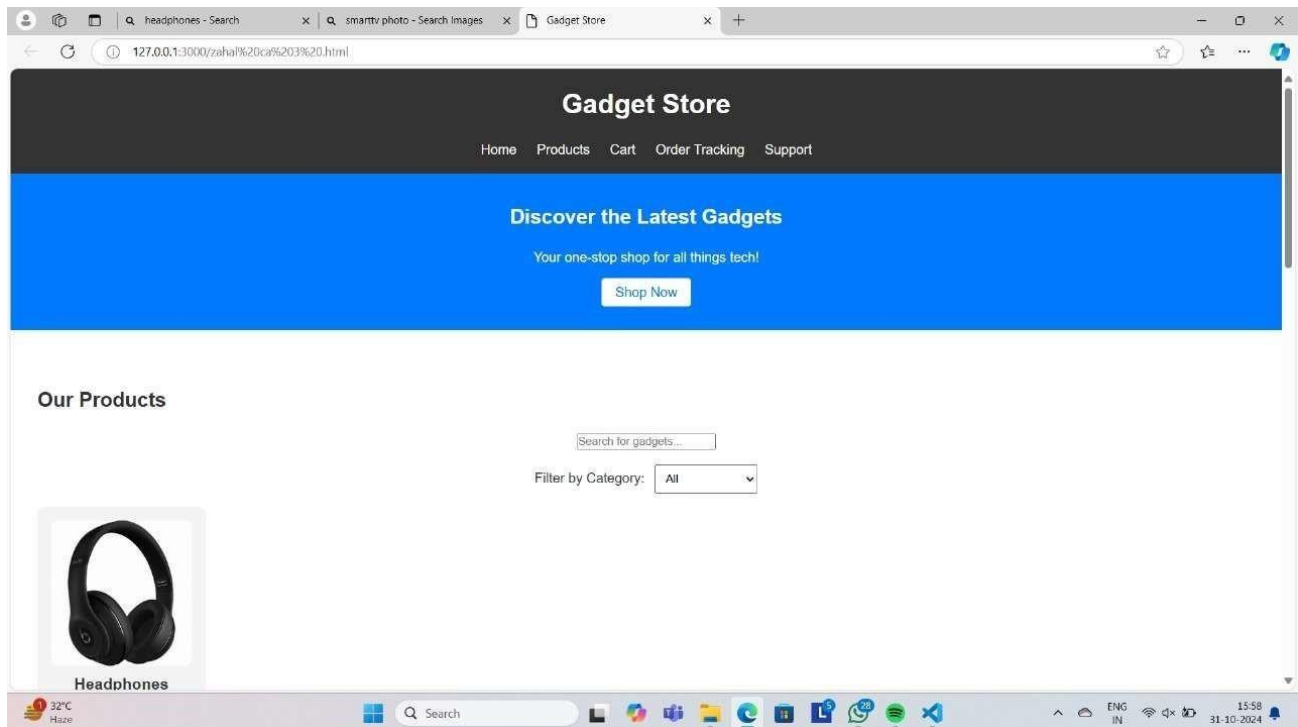 headphones - Search
smarttv photo - Search Images
Gadget Store
127.0.0.1:3000/zahal%20ca%203%20.html
Gadget Store
Home Products Cart Order Tracking Support
Discover the Latest Gadgets
Your one-stop shop for all things tech!
Shop Now
Our Products
Search for gadgets...
Filter by Category: All
Headphones
1
32°C
Haze
Search
L
28
ENG
IN
15:58
31-10-2024